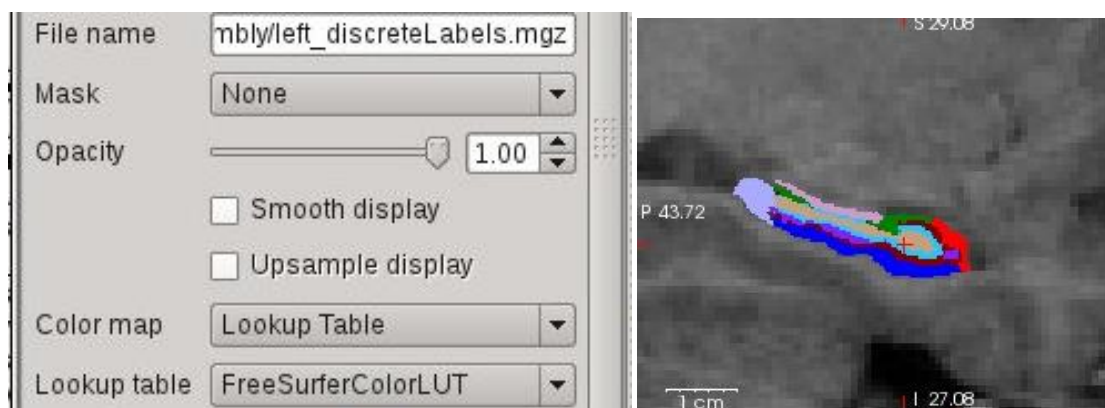 File name mbly/left_discreteLabels.mgz
Mask None
Opacity 1.00
Smooth display
Upsample display
Color map Lookup Table
Lookup table FreeSurferColorLUT
S 29.08
P 43.72
1 cm
I 27.08